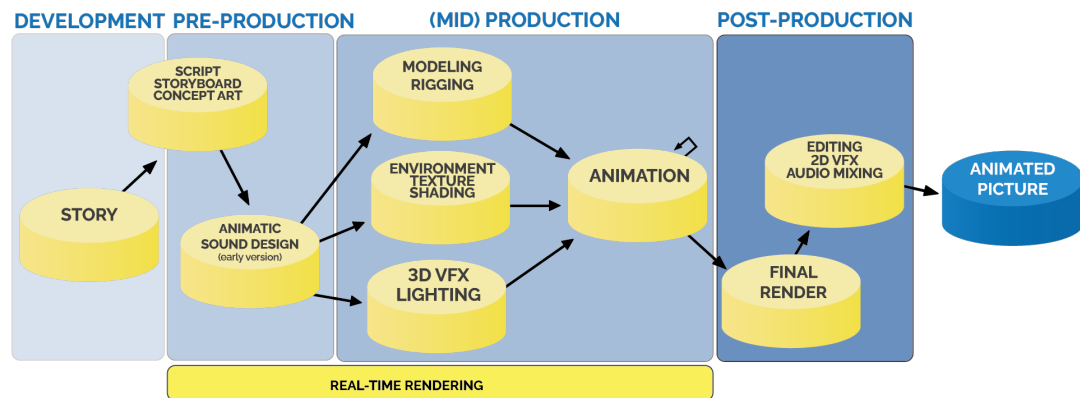 DEVELOPMENT
PRE-PRODUCTION
(MID) PRODUCTION
POST-PRODUCTION
SCRIPT
STORYBOARD
CONCEPT ART
STORY
ANIMATIC
SOUND DESIGN
(early version)
MODELING
RIGGING
ENVIRONMENT
TEXTURE
SHADING
3D VFX
LIGHTING
ANIMATION
EDITING
2D VFX
AUDIO MIXING
FINAL
RENDER
ANIMATED
PICTURE
REAL-TIME RENDERING